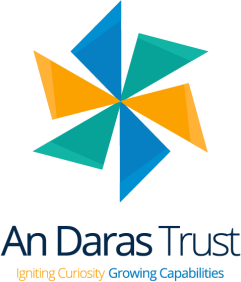 An Daras Trust
Igniting Curiosity Growing Capabilities